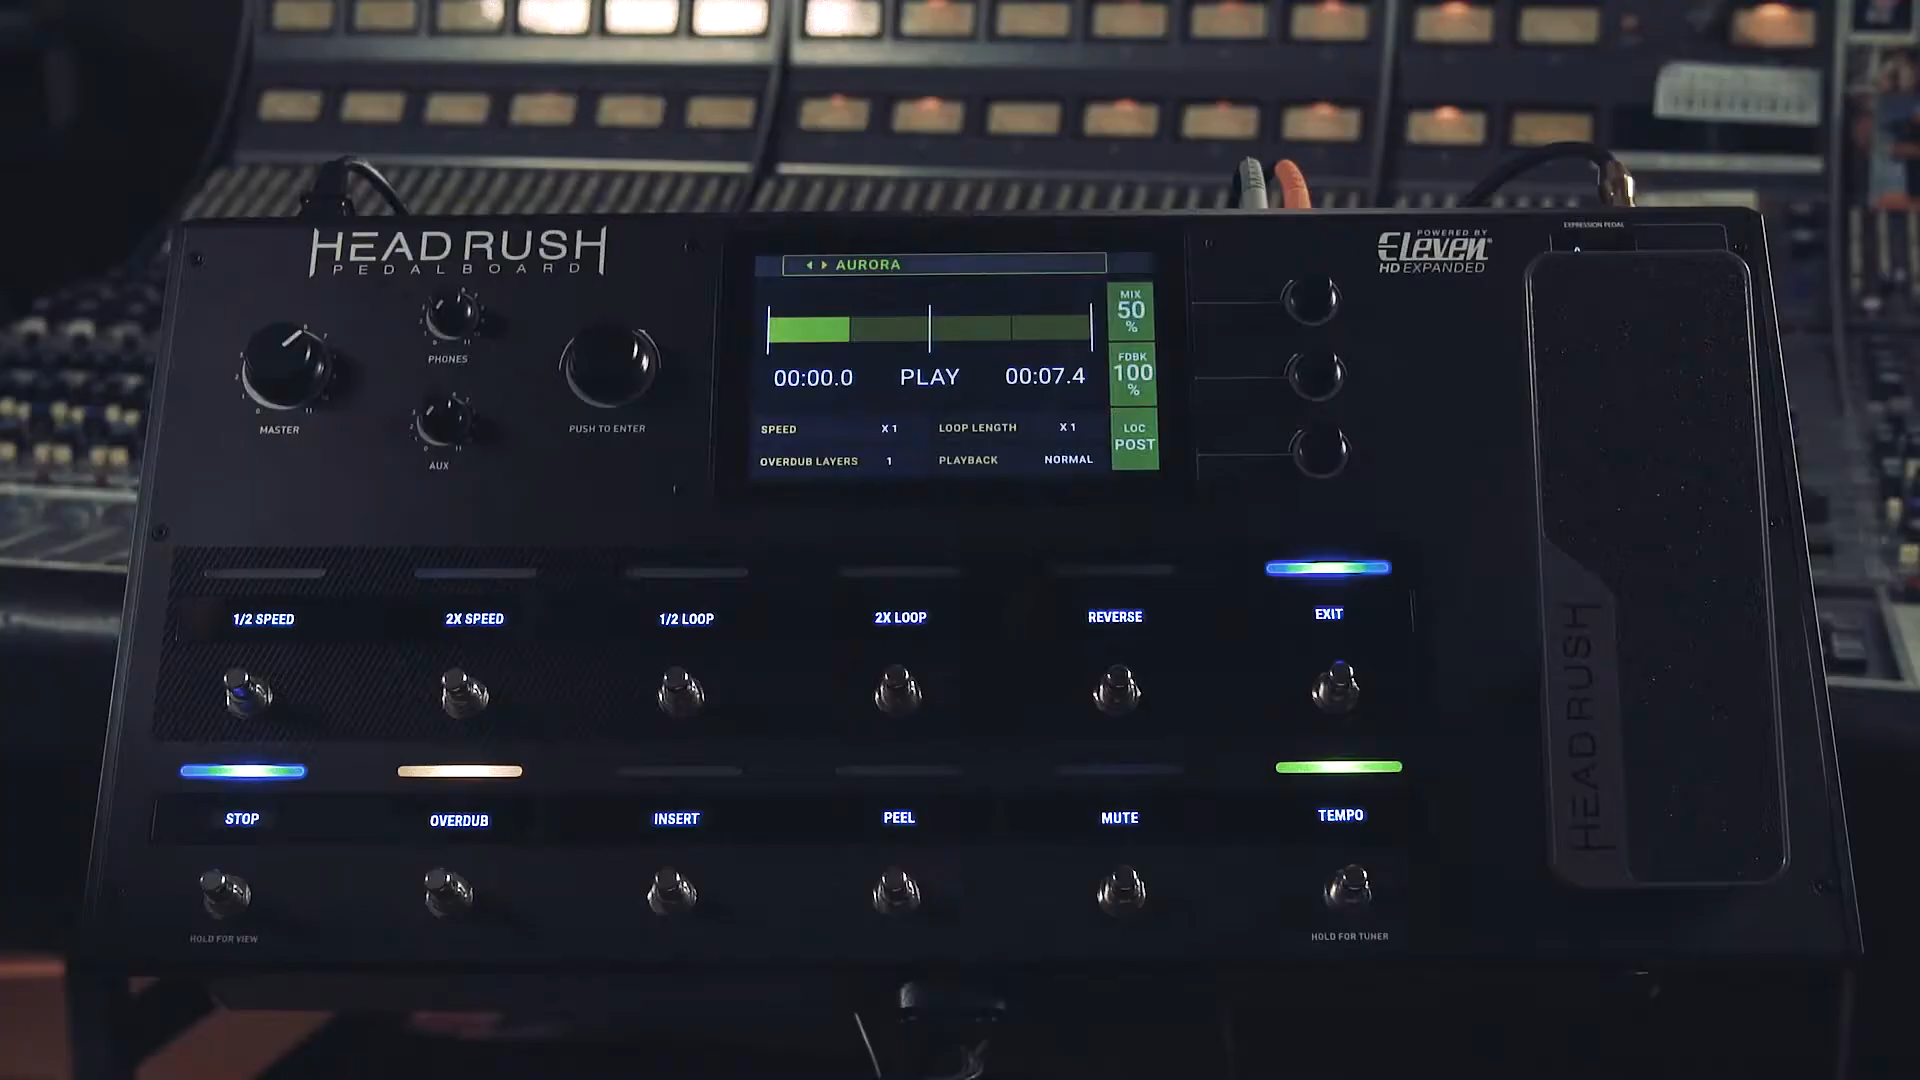 HEADRUSH
PEDALBOARD
POWERED BY
ELEVEN
HD EXPANDED
EXPRESSION PEDAL
AURORA
MIX
50
%
00:00.0 PLAY 00:07.4
FDBK
100
%
SPEED X 1 LOOP LENGTH X 1
LOC
POST
OVERDUB LAYERS 1 PLAYBACK NORMAL
PHONES
MASTER
AUX
PUSH TO ENTER
1/2 SPEED 2X SPEED 1/2 LOOP 2X LOOP REVERSE EXIT
STOP OVERDUB INSERT PEEL MUTE TEMPO
HOLD FOR VIEW
HOLD FOR TUNER
HEADRUSH